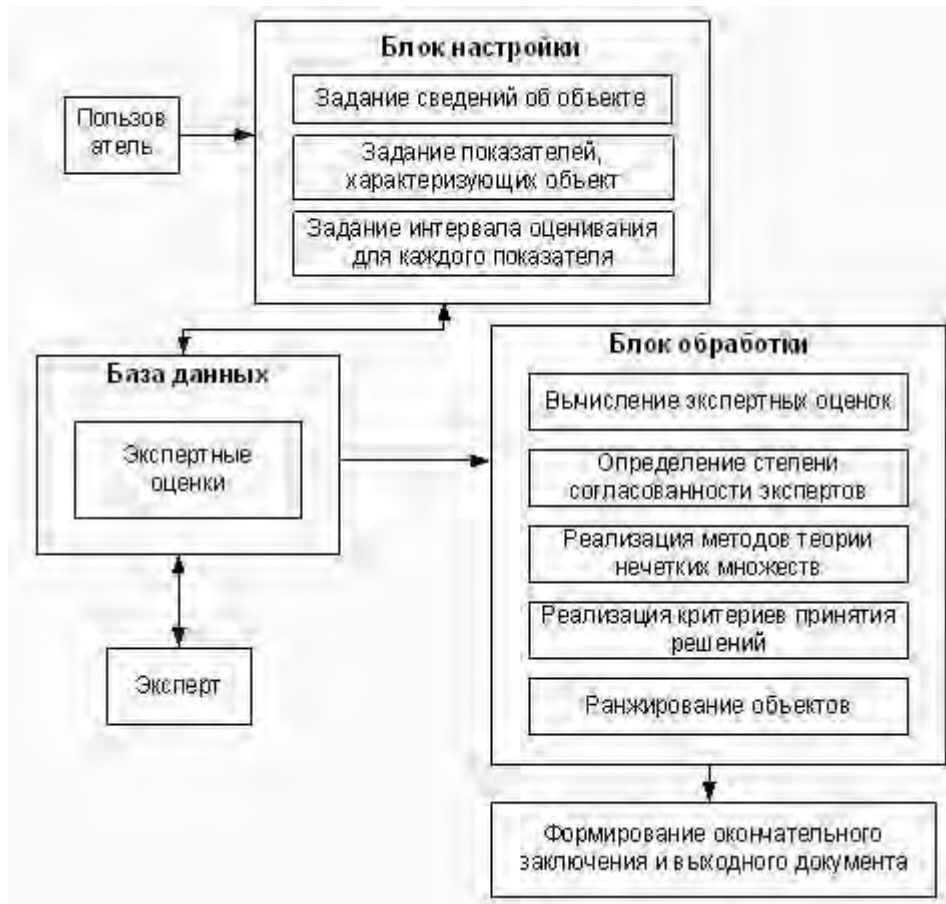 Блок настройки
Задание сведений об объекте
Пользов
атель
Задание показателей,
характеризующих объект
Задание интервала оценивания
для каждого показателя
База данных
Экспертные
оценки
Эксперт
Блок обработки
Вычисление экспертных оценок
Определение степени
согласованности экспертов
Реализация методов теории
нечетких множеств
Реализация критериев принятия
решений
Ранжирование объектов
Формирование окончательного
заключения и выходного документа